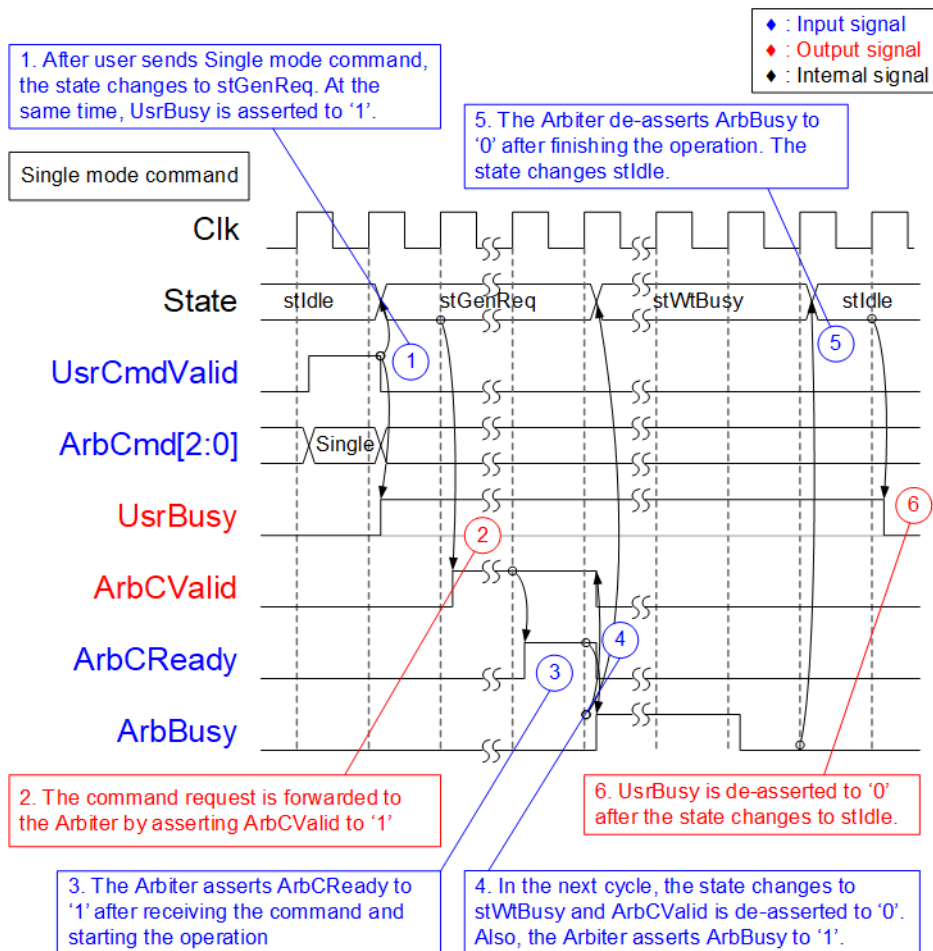 ♦ : Input signal
♦ : Output signal
♦ : Internal signal
1. After user sends Single mode command,
the state changes to stGenReq. At the
same time, UsrBusy is asserted to ‘1’.
5. The Arbiter de-asserts ArbBusy to
‘0’ after finishing the operation. The
state changes stIdle.
Single mode command
Clk
State
stIdle
stGenReq
stWtBusy
stIdle
UsrCmdValid
1
5
ArbCmd[2:0]
Single
UsrBusy
6
2
ArbCValid
ArbCReady
3
4
ArbBusy
2. The command request is forwarded to
the Arbiter by asserting ArbCValid to ‘1’
6. UsrBusy is de-asserted to ‘0’
after the state changes to stIdle.
3. The Arbiter asserts ArbCReady to
‘1’ after receiving the command and
starting the operation
4. In the next cycle, the state changes to
stWtBusy and ArbCValid is de-asserted to ‘0’.
Also, the Arbiter asserts ArbBusy to ‘1’.